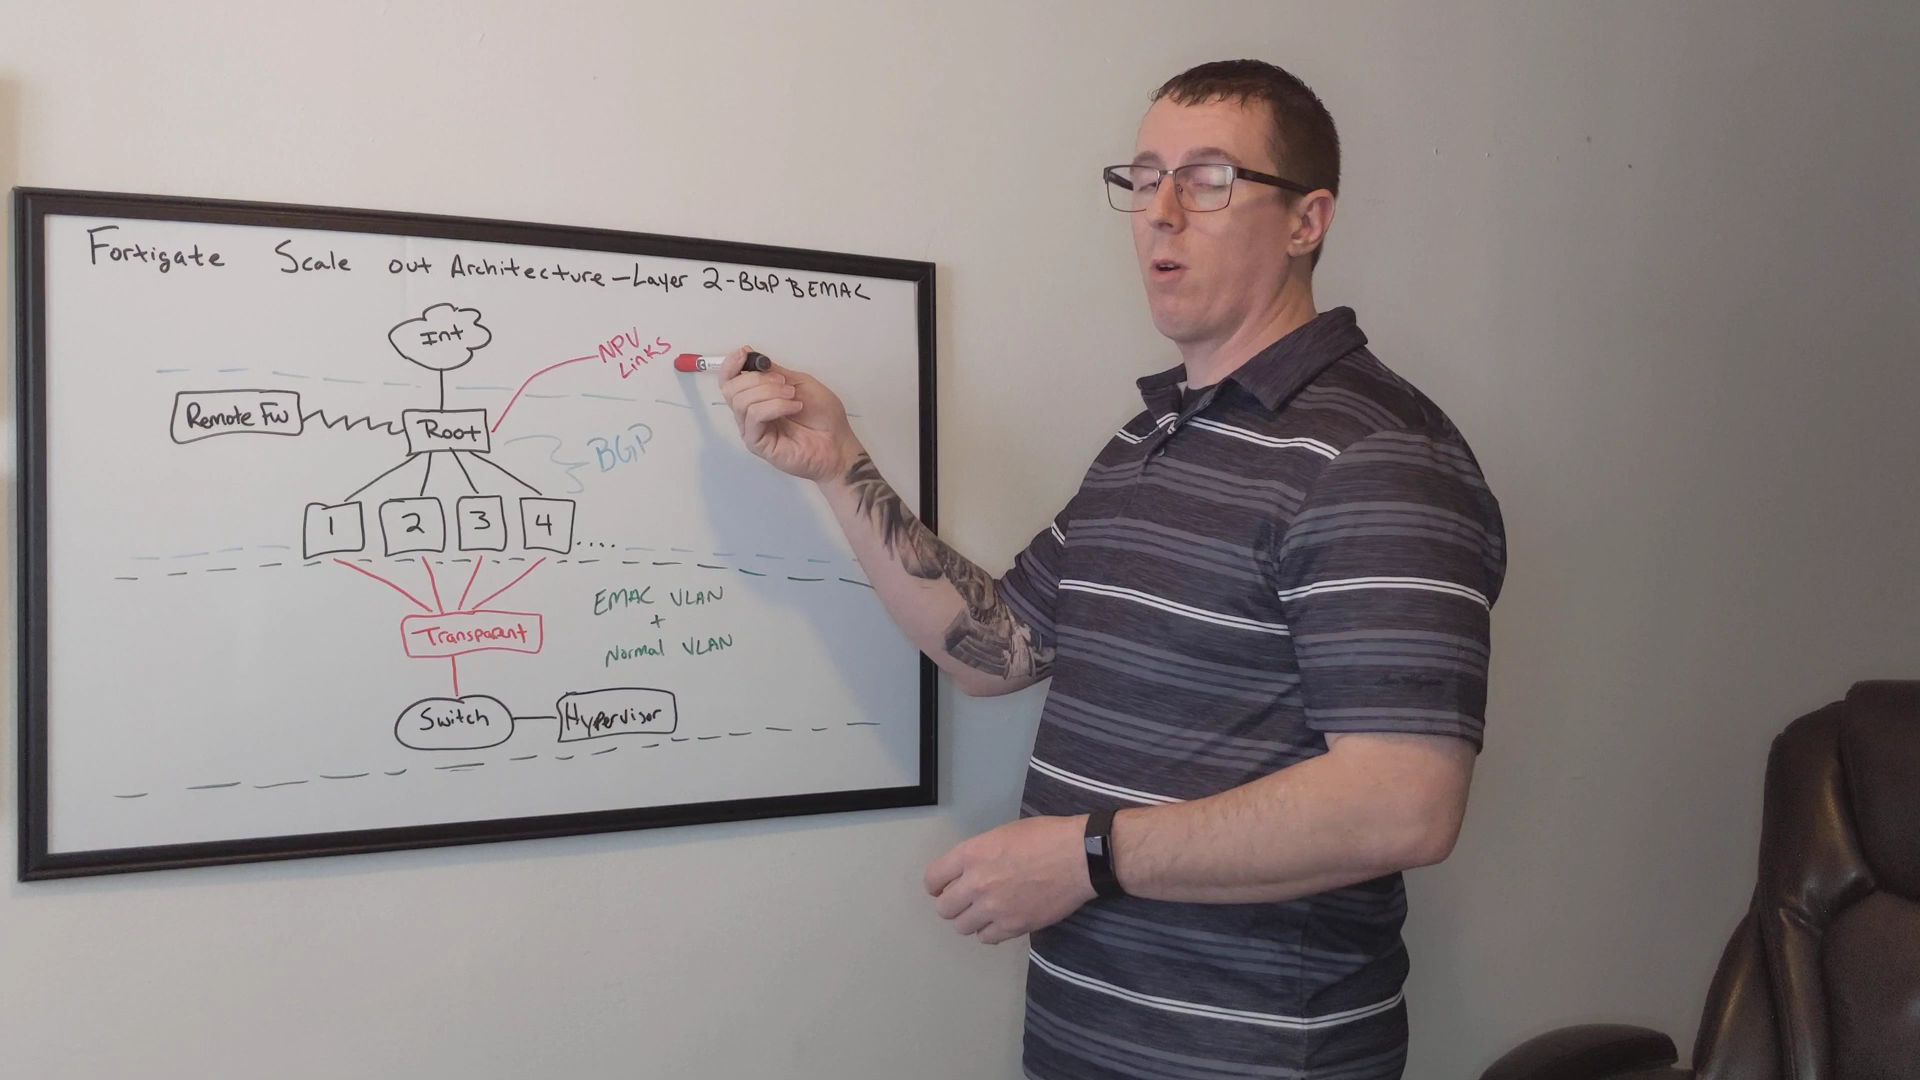 Fortigate Scale out Architecture - Layer 2 - BGP BEMAC
Int
NPV
Links
Remote FW
Root
BGP
1 2 3 4 ....
EMAC VLAN
+
Normal VLAN
Transparent
Switch
Hypervisor